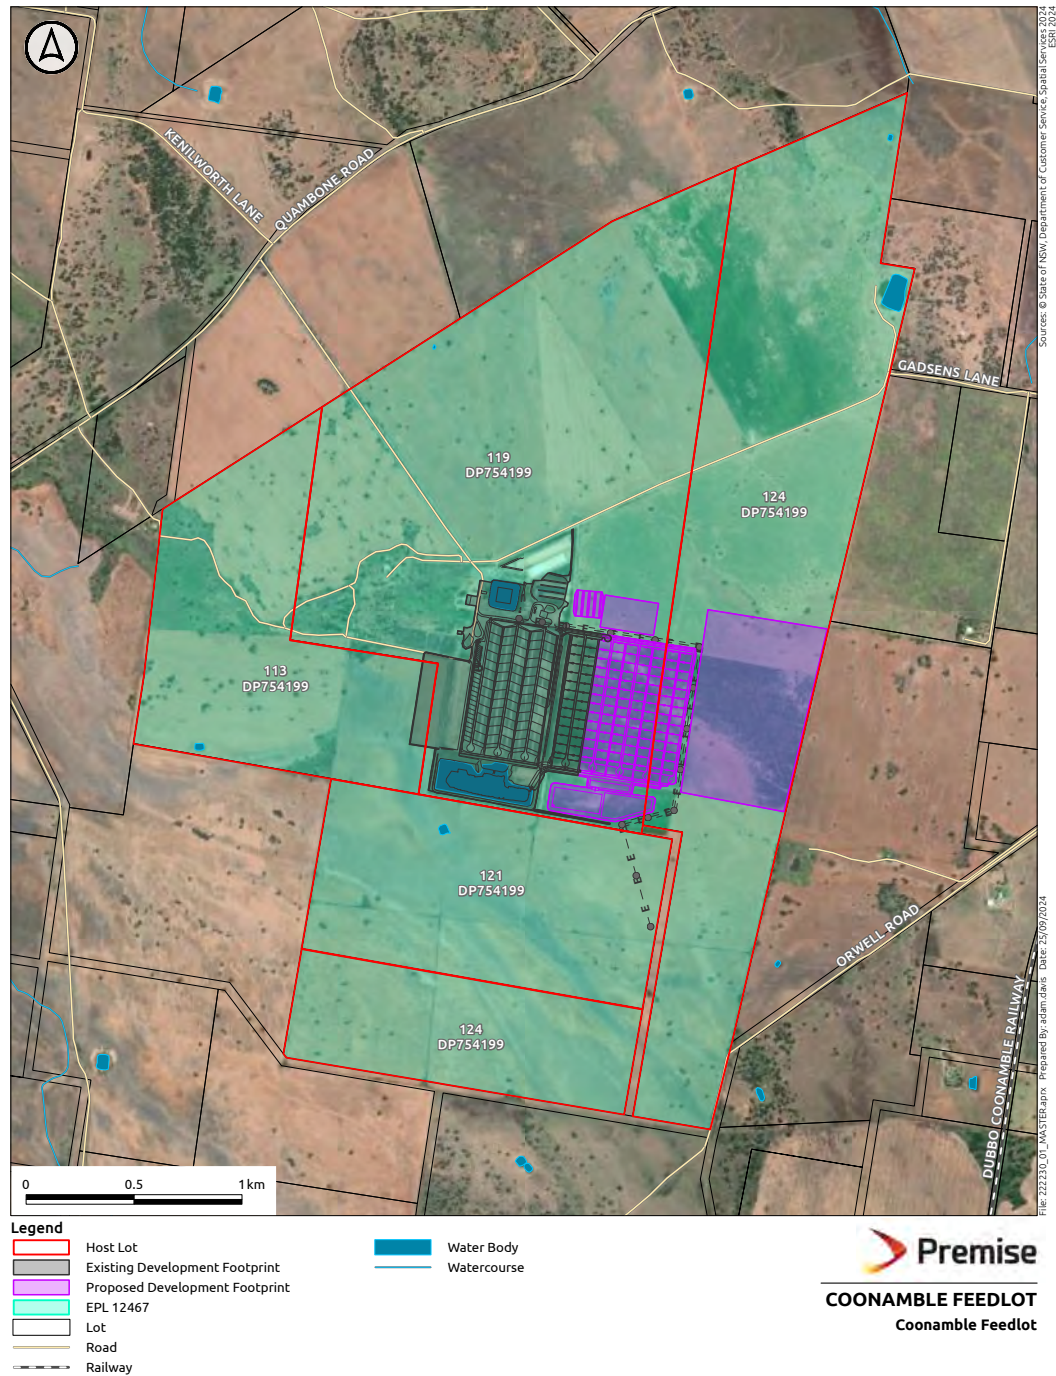 KENILWORTH LANE
QUAMBONE ROAD
GADSENS LANE
119
DP754199
124
DP754199
113
DP754199
121
DP754199
E
E
124
DP754199
ORWELL ROAD
DUBBO COONAMBLE RAILWAY
0 0.5 1 km
Sources: © State of NSW, Department of Customer Service, Spatial Services 2024
ESRI 2024
File: 222230_01_MASTER.aprx Prepared By: adam.davis Date: 25/09/2024
Legend
Host Lot
Existing Development Footprint
Proposed Development Footprint
EPL 12467
Lot
Road
Railway
Water Body
Watercourse
Premise
COONAMBLE FEEDLOT
Coonamble Feedlot